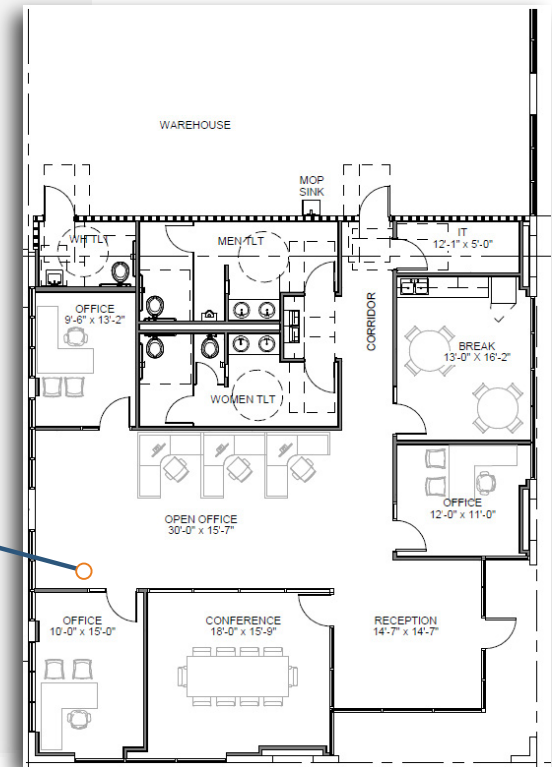 WAREHOUSE
MOP
SINK
WH TLT
MEN TLT
IT
12'-1" x 5'-0"
OFFICE
9'-6" x 13'-2"
CORRIDOR
BREAK
13'-0" X 16'-2"
WOMEN TLT
OFFICE
12'-0" x 11'-0"
OPEN OFFICE
30'-0" x 15'-7"
OFFICE
10'-0" x 15'-0"
CONFERENCE
18'-0" x 15'-9"
RECEPTION
14'-7" x 14'-7"